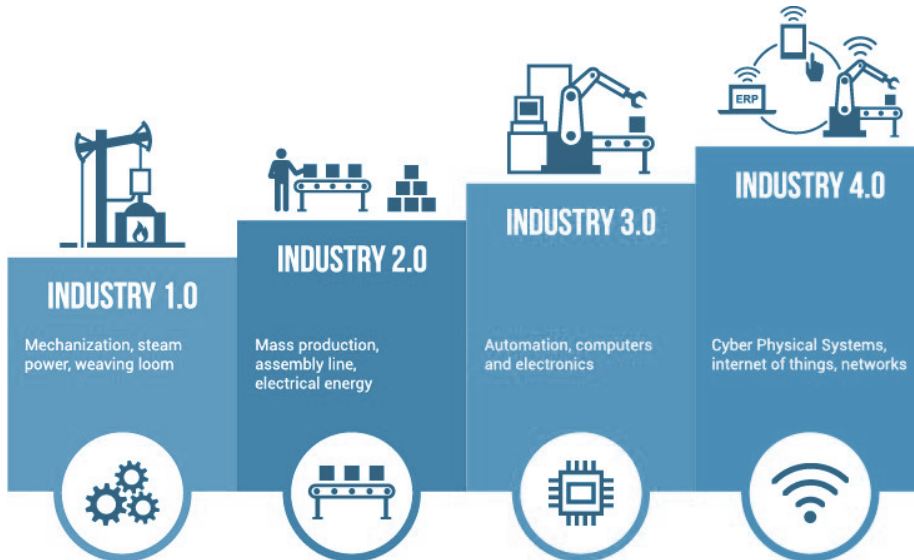 ERP
INDUSTRY 1.0
Mechanization, steam
power, weaving loom
INDUSTRY 2.0
Mass production,
assembly line,
electrical energy
INDUSTRY 3.0
Automation, computers
and electronics
INDUSTRY 4.0
Cyber Physical Systems,
internet of things, networks